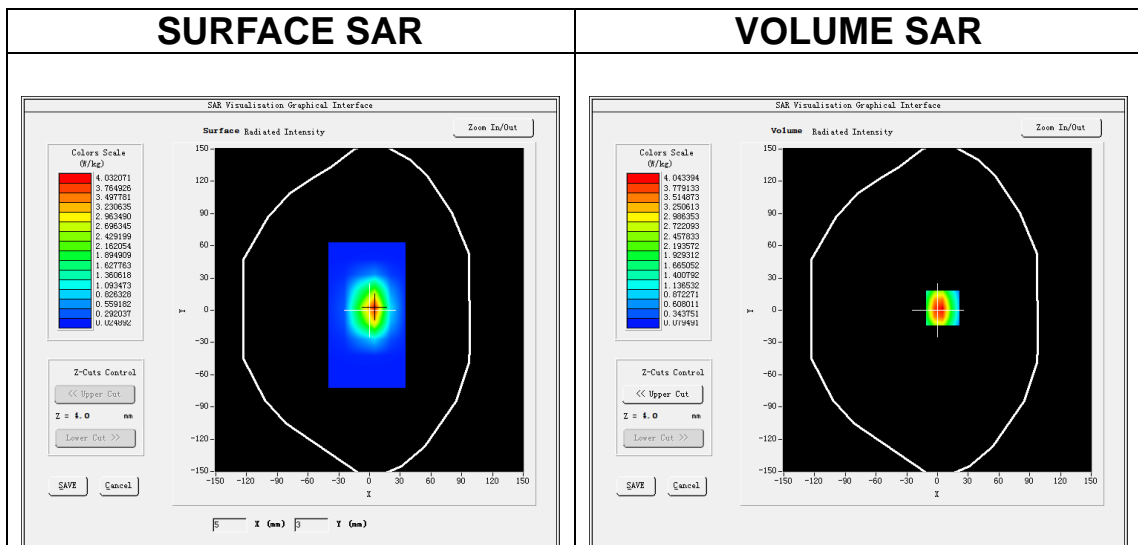 SURFACE SAR
VOLUME SAR
SAR Visualisation Graphical Interface
Surface Radiated Intensity
Zoom In/Out
Colors Scale
(W/kg)
4.032071
3.764926
3.497781
3.230635
2.963490
2.696345
2.429199
2.162054
1.894909
1.627763
1.360618
1.093473
0.826328
0.559182
0.292037
0.024892
Z-Cuts Control
<< Upper Cut
Z = 4.0 mm
Lower Cut >>
SAVE Cancel
150
120
90
60
30
0
-30
-60
-90
-120
-150
Y
-150 -120 -90 -60 -30 0 30 60 90 120 150
X
5 X (mm) 3 Y (mm)
SAR Visualisation Graphical Interface
Volume Radiated Intensity
Zoom In/Out
Colors Scale
(W/kg)
4.043394
3.779133
3.514873
3.250613
2.986353
2.722093
2.457833
2.193572
1.929312
1.665052
1.400792
1.136532
0.872271
0.608011
0.343751
0.079491
Z-Cuts Control
<< Upper Cut
Z = 4.0 mm
Lower Cut >>
SAVE Cancel
150
120
90
60
30
0
-30
-60
-90
-120
-150
Y
-150 -120 -90 -60 -30 0 30 60 90 120 150
X